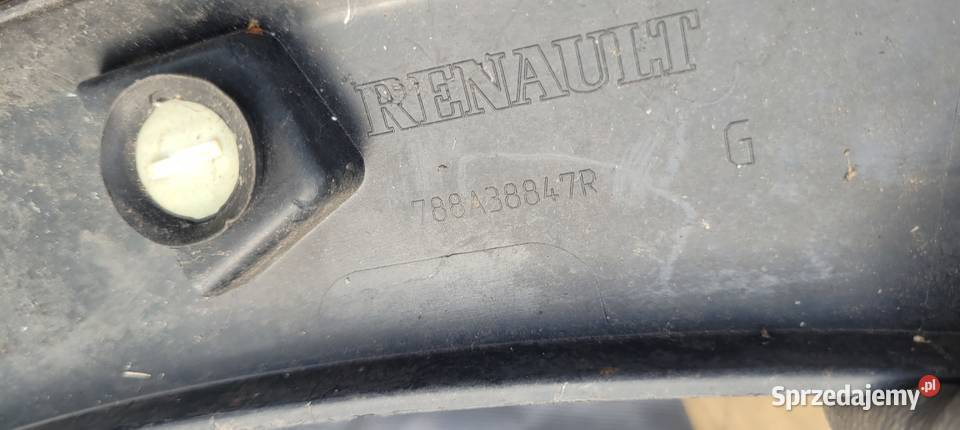 RENAULT
G
788A38847R
Sprzedajemy.pl